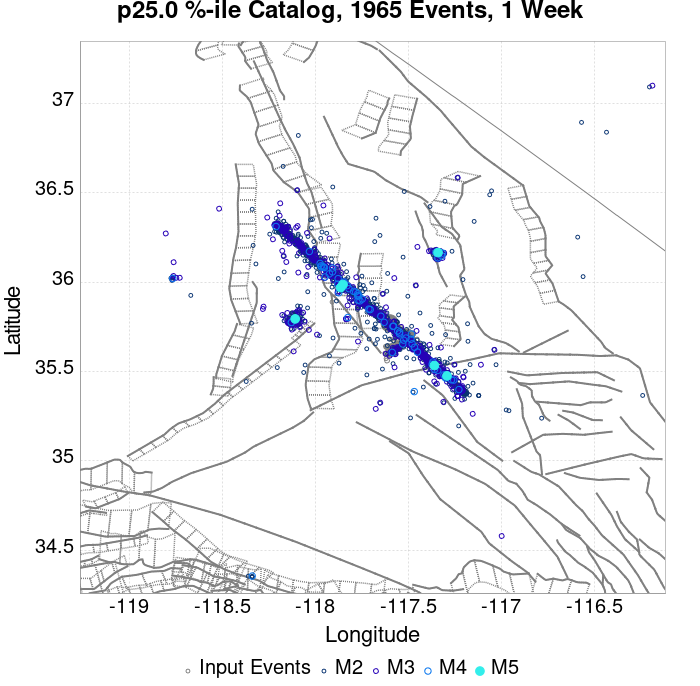 p25.0 %-ile Catalog, 1965 Events, 1 Week
37
36.5
36
35.5
35
34.5
Latitude
-119
-118.5
-118
-117.5
-117
-116.5
Longitude
Input Events
M2
M3
M4
M5